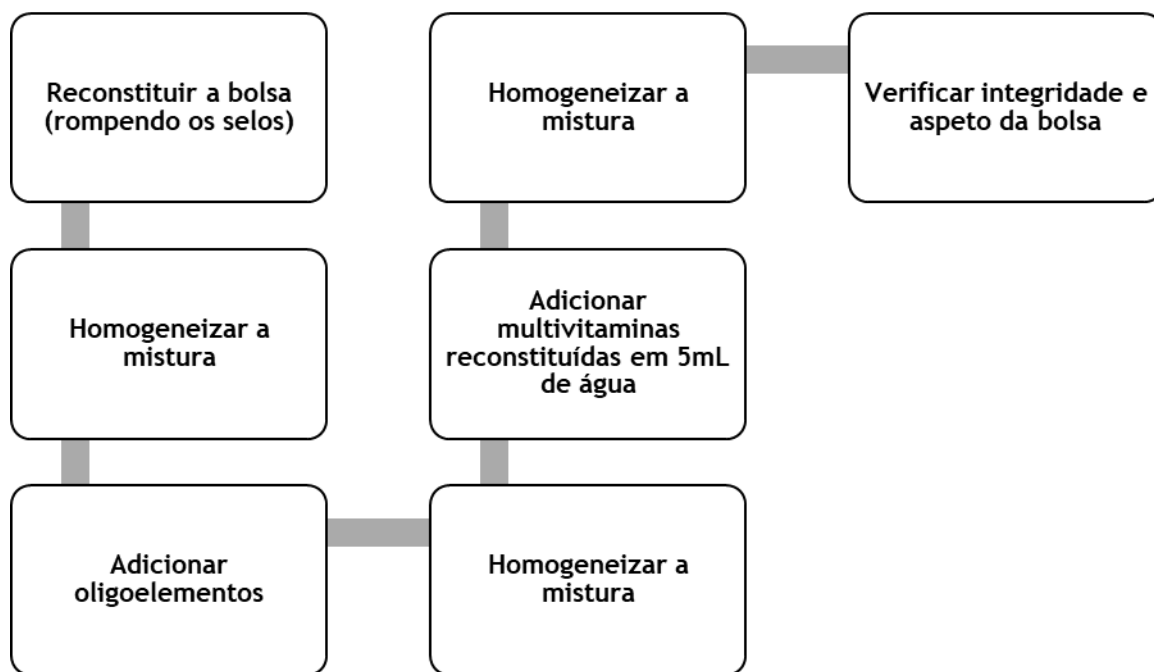 Reconstituir a bolsa
(rompendo os selos)
Homogeneizar a
mistura
Adicionar
oligoelementos
Homogeneizar a
mistura
Adicionar
multivitaminas
reconstituídas em 5mL
de água
Homogeneizar a
mistura
Verificar integridade e
aspeto da bolsa